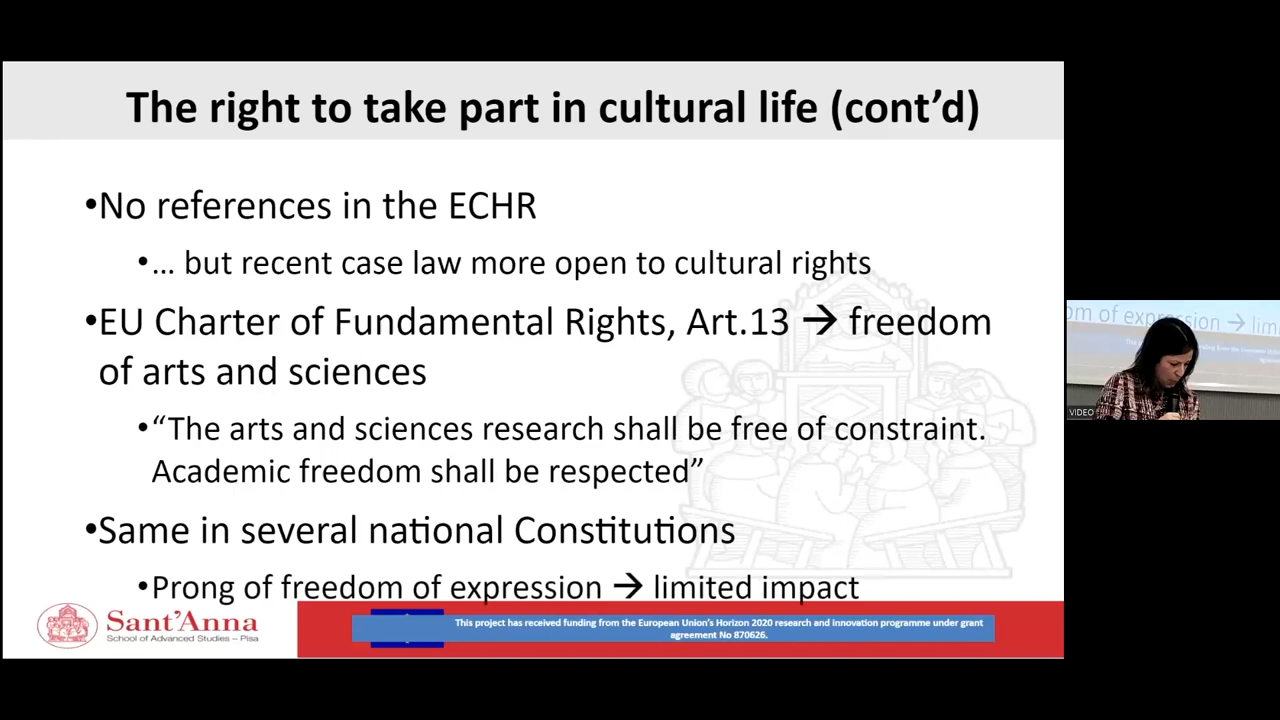 The right to take part in cultural life (cont’d)
•No references in the ECHR
•… but recent case law more open to cultural rights
•EU Charter of Fundamental Rights, Art.13 → freedom
of arts and sciences
•“The arts and sciences research shall be free of constraint.
Academic freedom shall be respected”
•Same in several national Constitutions
•Prong of freedom of expression → limited impact
Sant’Anna
School of Advanced Studies – Pisa
This project has received funding from the European Union’s Horizon 2020 research and innovation programme under grant
agreement No 870626.
om of expression → lim
VIDEO